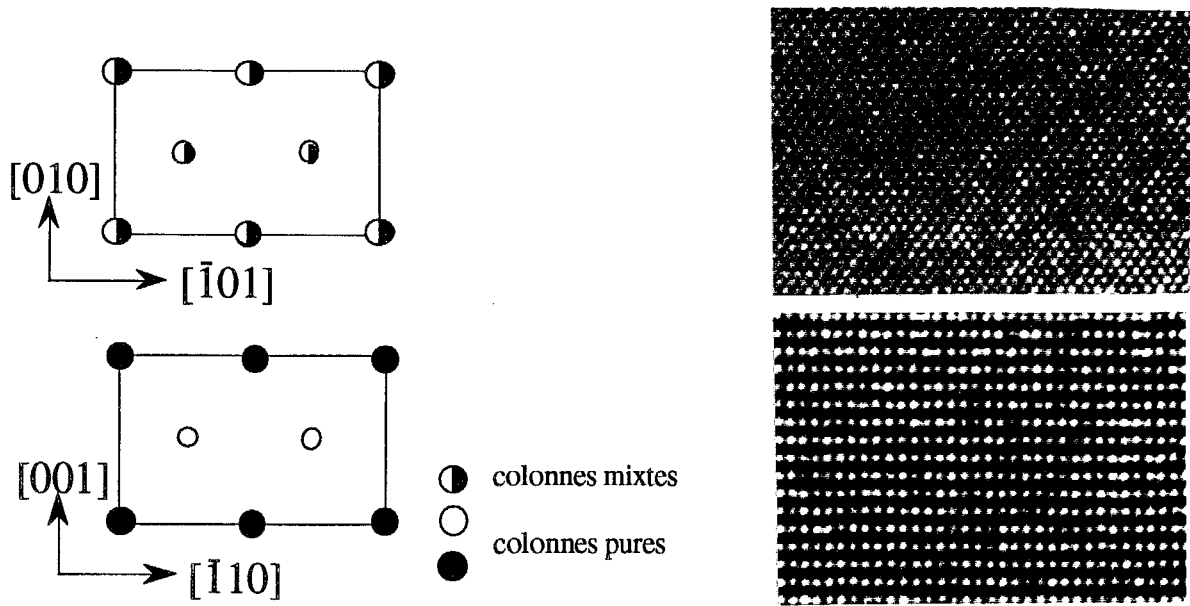 [010]
[1̄01]
[001]
[1̄10]
colonnes mixtes
colonnes pures